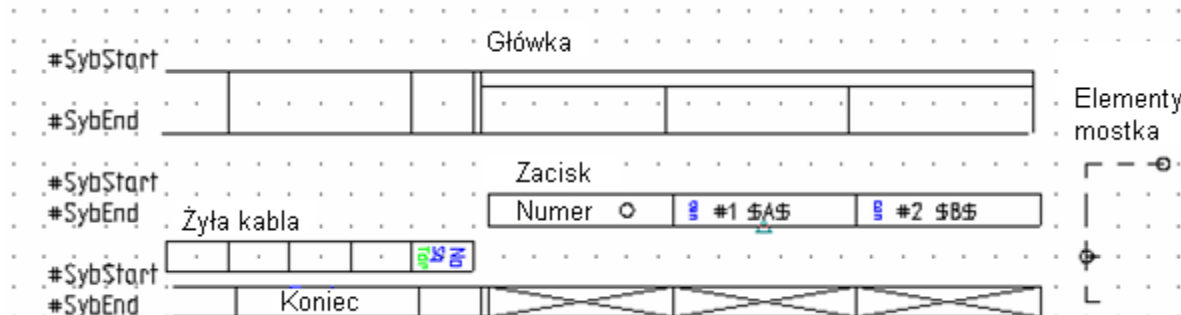 Główka
#SybStart
#SybEnd
Elementy
mostka
#SybStart
Zacisk
#SybEnd
Numer #1 $A$ #2 $B$
Żyła kabla
#SybStart
#SybEnd
Koniec